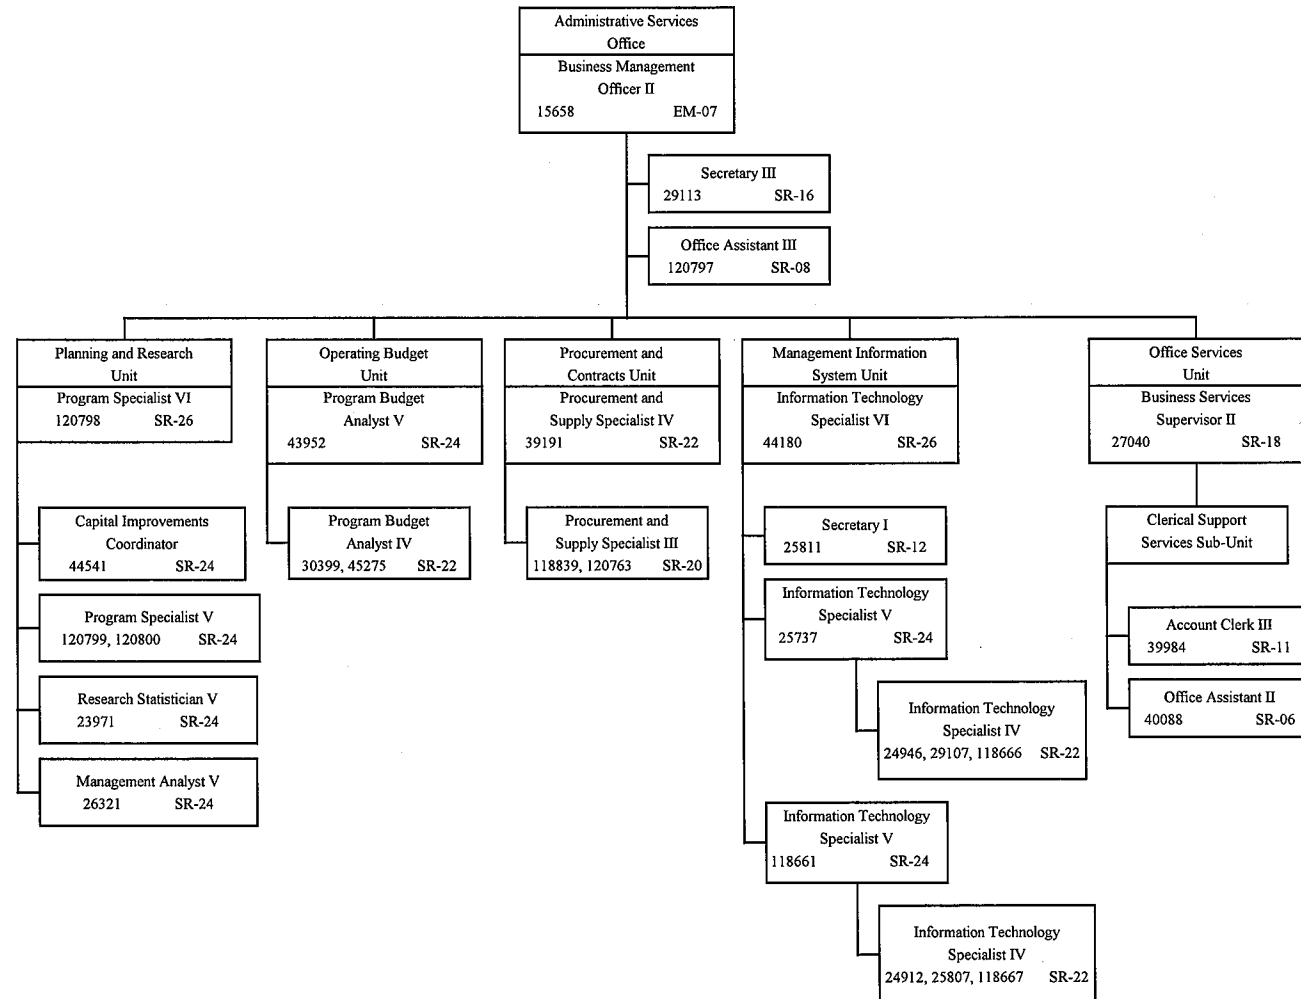 Administrative Services
Office
Business Management
Officer II
15658 EM-07
Secretary III
29113 SR-16
Office Assistant III
120797 SR-08
Planning and Research
Unit
Program Specialist VI
120798 SR-26
Capital Improvements
Coordinator
44541 SR-24
Program Specialist V
120799, 120800 SR-24
Research Statistician V
23971 SR-24
Management Analyst V
26321 SR-24
Operating Budget
Unit
Program Budget
Analyst V
43952 SR-24
Program Budget
Analyst IV
30399, 45275 SR-22
Procurement and
Contracts Unit
Procurement and
Supply Specialist IV
39191 SR-22
Procurement and
Supply Specialist III
118839, 120763 SR-20
Management Information
System Unit
Information Technology
Specialist VI
44180 SR-26
Secretary I
25811 SR-12
Information Technology
Specialist V
25737 SR-24
Information Technology
Specialist IV
24946, 29107, 118666 SR-22
Information Technology
Specialist V
118661 SR-24
Information Technology
Specialist IV
24912, 25807, 118667 SR-22
Office Services
Unit
Business Services
Supervisor II
27040 SR-18
Clerical Support
Services Sub-Unit
Account Clerk III
39984 SR-11
Office Assistant II
40088 SR-06